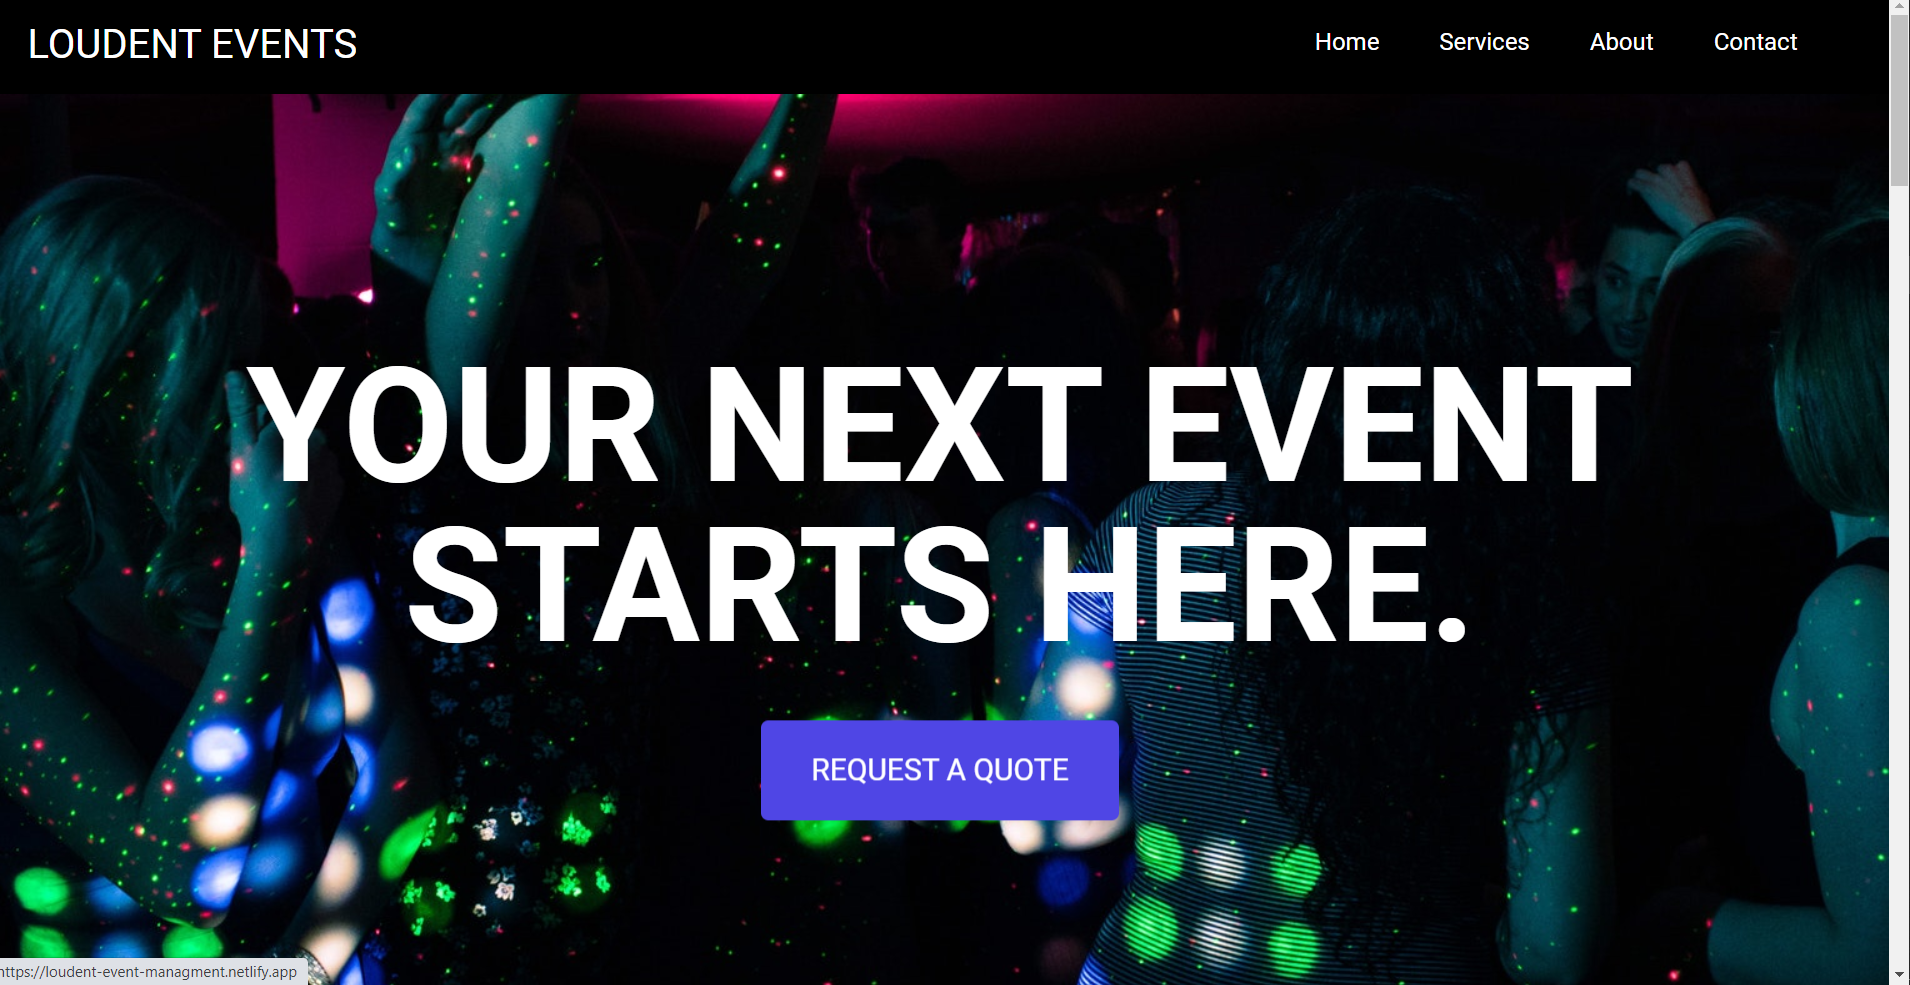 LOUDENT EVENTS
Home Services About Contact
YOUR NEXT EVENT
STARTS HERE.
REQUEST A QUOTE
https://loudent-event-managment.netlify.app